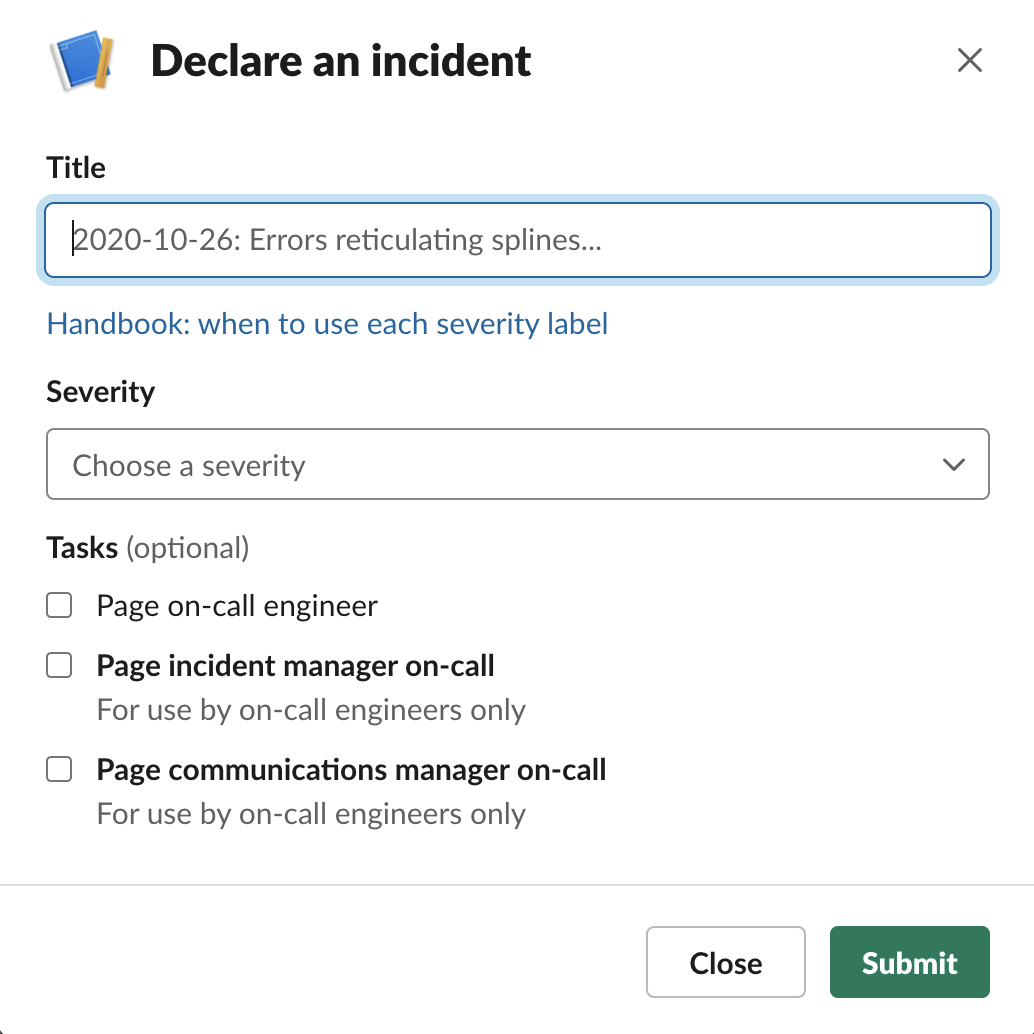 Declare an incident
Title
2020-10-26: Errors reticulating splines...
Handbook: when to use each severity label
Severity
Choose a severity
Tasks (optional)
Page on-call engineer
Page incident manager on-call
For use by on-call engineers only
Page communications manager on-call
For use by on-call engineers only
Close
Submit